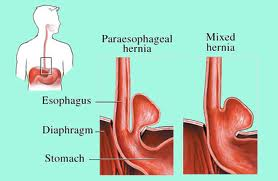 Paraesophageal
hernia
Mixed
hernia
Esophagus
Diaphragm
Stomach